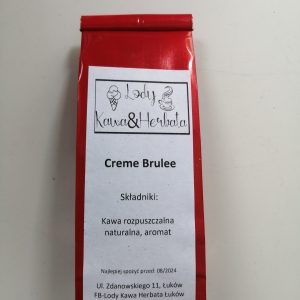 Lody
Kawa&Herbata
Creme Brulee
Składniki:
Kawa rozpuszczalna
naturalna, aromat
Najlepiej spożyć przed: 08/2024
Ul. Zdanowskiego 11, Łuków
FB-Lody Kawa Herbata Łuków